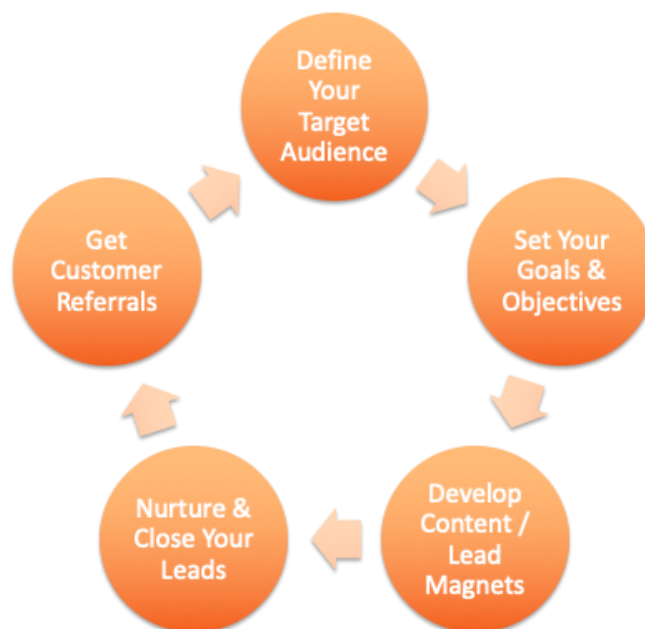 Define
Your
Target
Audience
Set Your
Goals &
Objectives
Develop
Content /
Lead
Magnets
Nurture &
Close Your
Leads
Get
Customer
Referrals